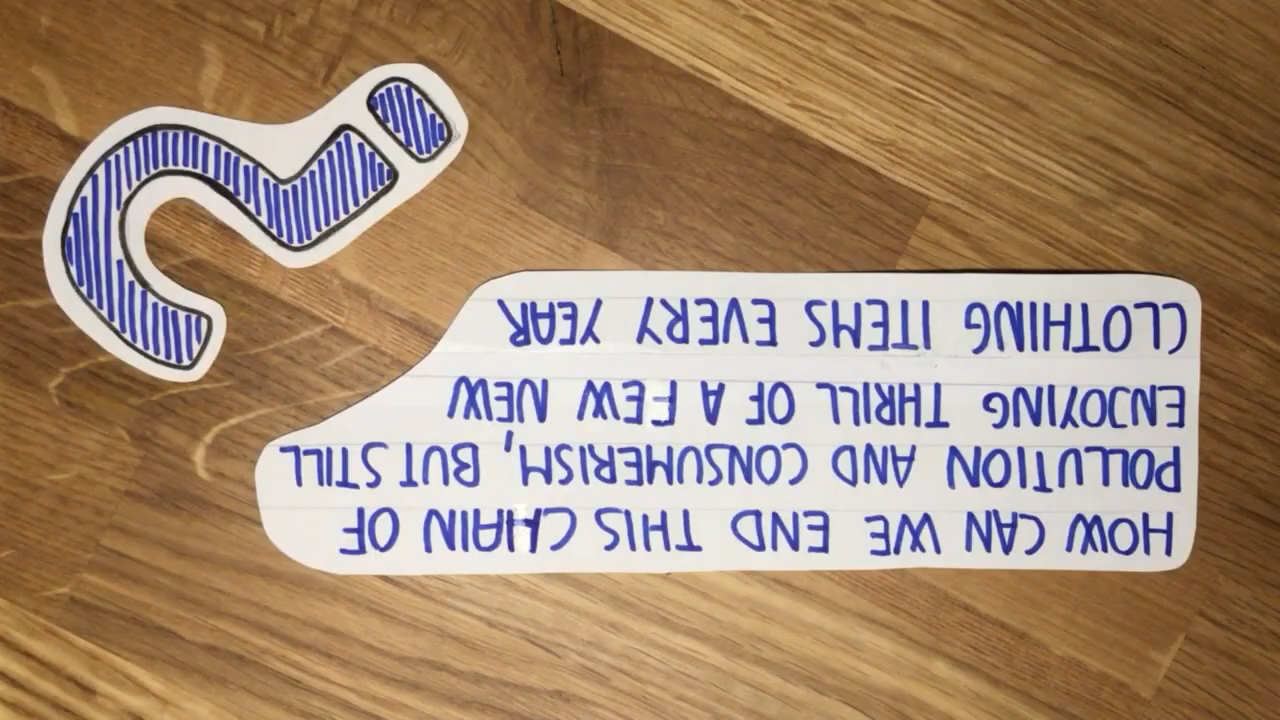 HOW CAN WE END THIS CHAIN OF
POLLUTION AND CONSUMERISM, BUT STILL
ENJOYING THRILL OF A FEW NEW
CLOTHING ITEMS EVERY YEAR
?